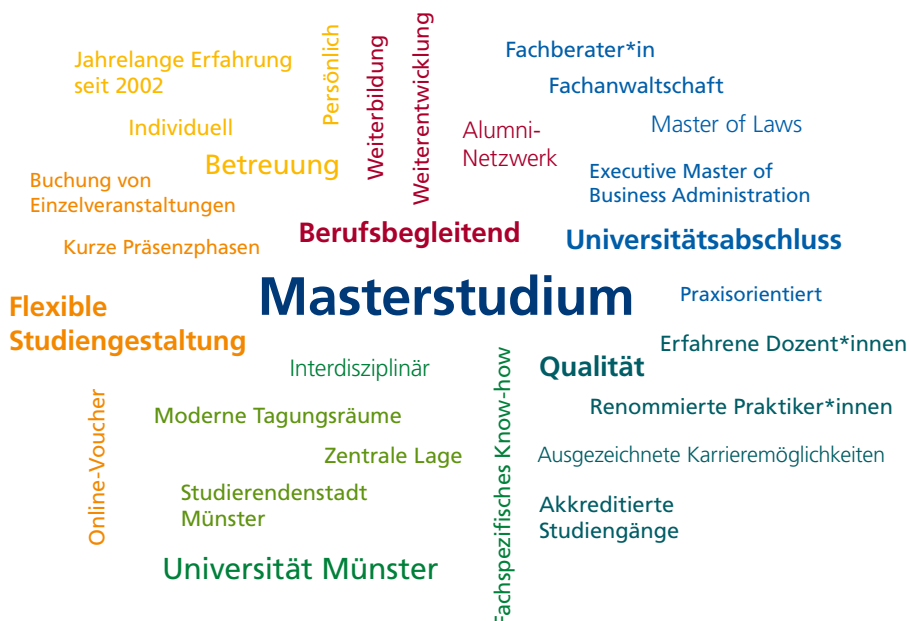 Jahrelange Erfahrung
seit 2002
Individuell
Persönlich
Betreuung
Weiterbildung
Weiterentwicklung
Alumni-
Netzwerk
Berufsbegleitend
Fachberater*in
Fachanwaltschaft
Master of Laws
Executive Master of
Business Administration
Universitätsabschluss
Praxisorientiert
Buchung von
Einzelveranstaltungen
Kurze Präsenzphasen
Flexible
Studiengestaltung
Online-Voucher
Masterstudium
Interdisziplinär
Moderne Tagungsräume
Zentrale Lage
Studierendenstadt
Münster
Universität Münster
Fachspezifisches Know-how
Erfahrene Dozent*innen
Qualität
Renommierte Praktiker*innen
Ausgezeichnete Karrieremöglichkeiten
Akkreditierte
Studiengänge